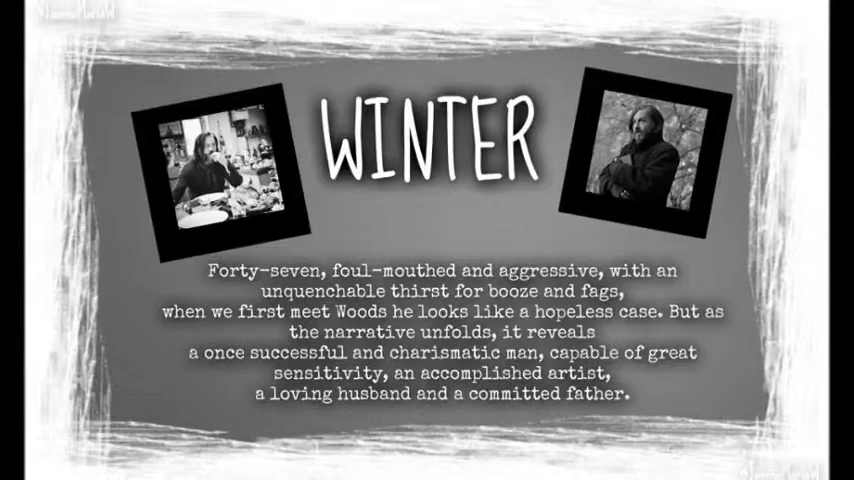 WINTER
Forty-seven, foul-mouthed and aggressive, with an
unquenchable thirst for booze and fags,
when we first meet Woods he looks like a hopeless case. But as
the narrative unfolds, it reveals
a once successful and charismatic man, capable of great
sensitivity, an accomplished artist,
a loving husband and a committed father.